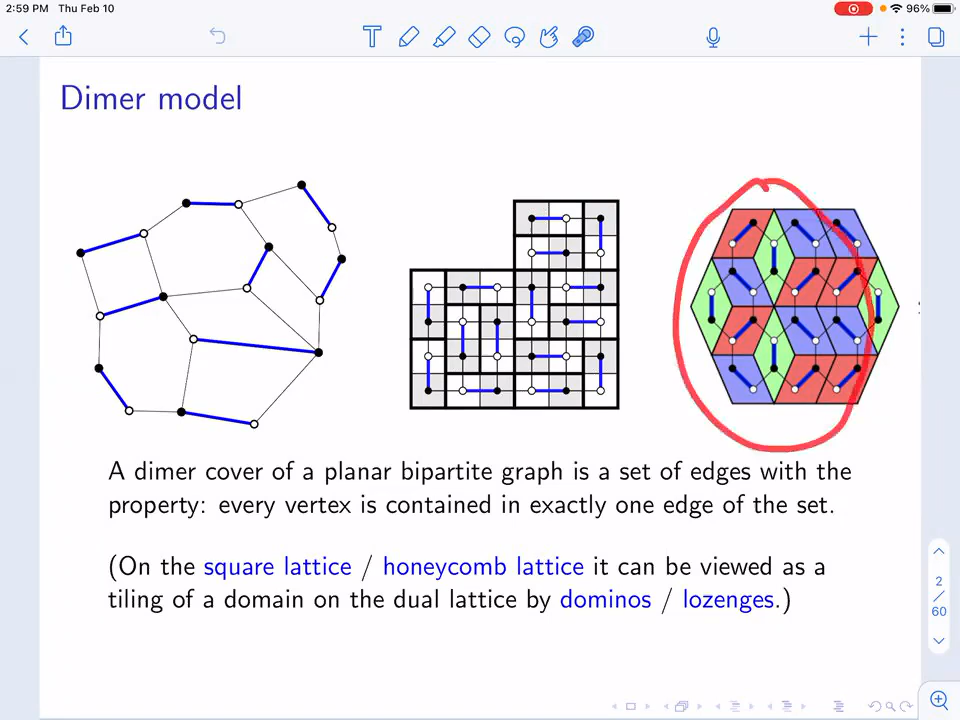 2:59 PM Thu Feb 10
96%
T
Dimer model
A dimer cover of a planar bipartite graph is a set of edges with the
property: every vertex is contained in exactly one edge of the set.
(On the square lattice / honeycomb lattice it can be viewed as a
tiling of a domain on the dual lattice by dominos / lozenges.)
2
/
60